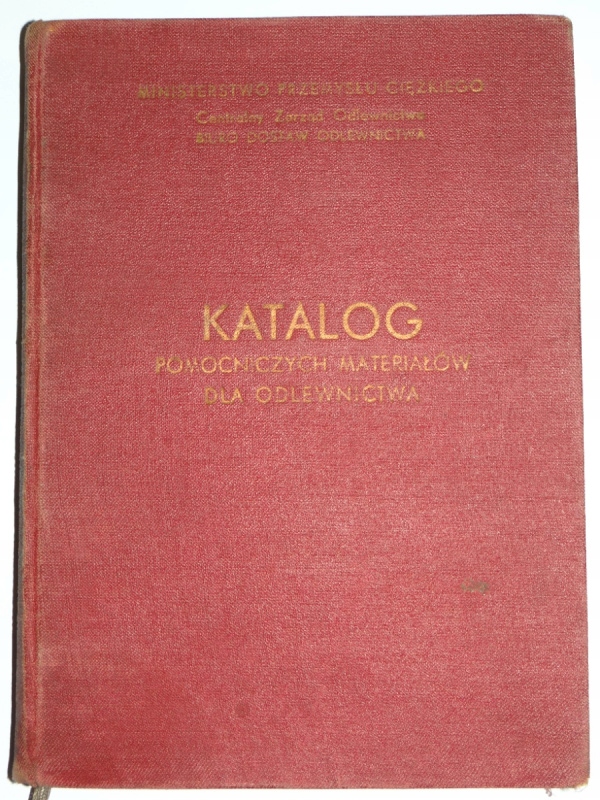 MINISTERSTWO PRZEMYSŁU CIĘŻKIEGO
Centralny Zarząd Odlewnictwa
BIURO DOSTAW ODLEWNICTWA
KATALOG
POMOCNICZYCH MATERIAŁÓW
DLA ODLEWNICTWA